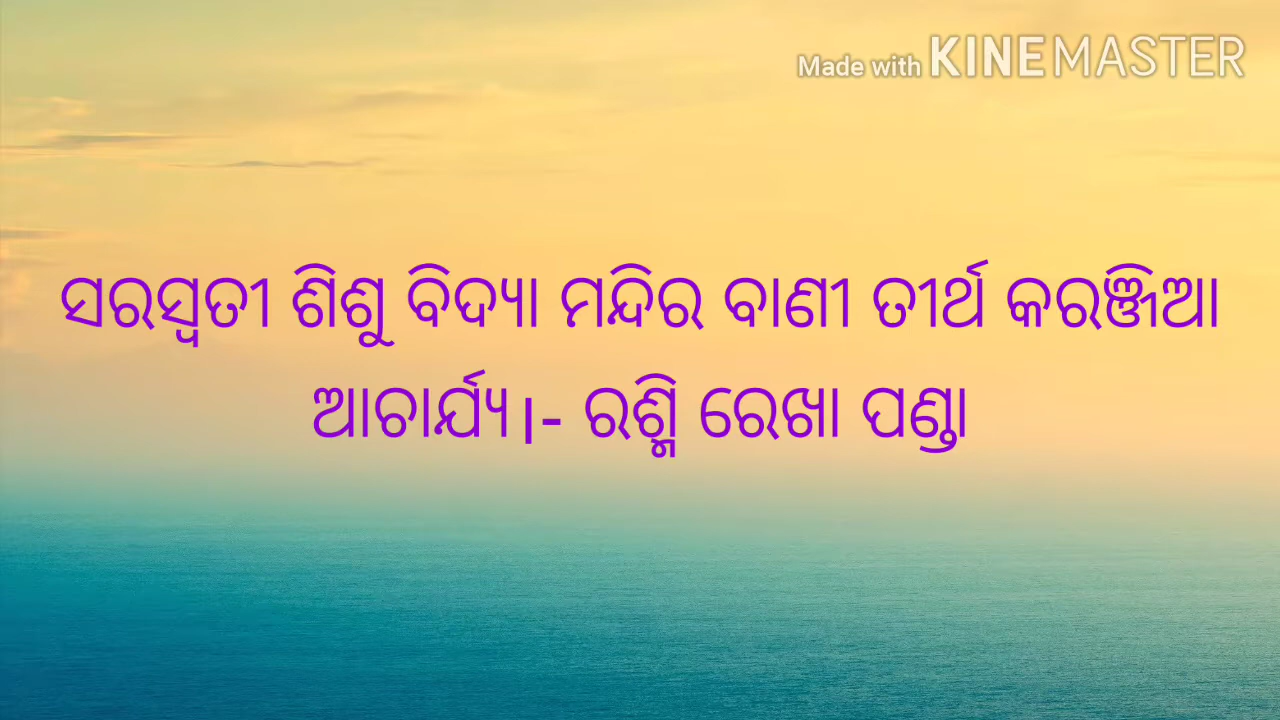 Made with KINEMASTER
ସରସ୍ୱତୀ ଶିଶୁ ବିଦ୍ୟା ମନ୍ଦିର ବାଣୀ ତୀର୍ଥ କରଞ୍ଜିଆ
ଆଚାର୍ଯ୍ୟ।- ରଶ୍ମି ରେଖା ପଣ୍ଡା